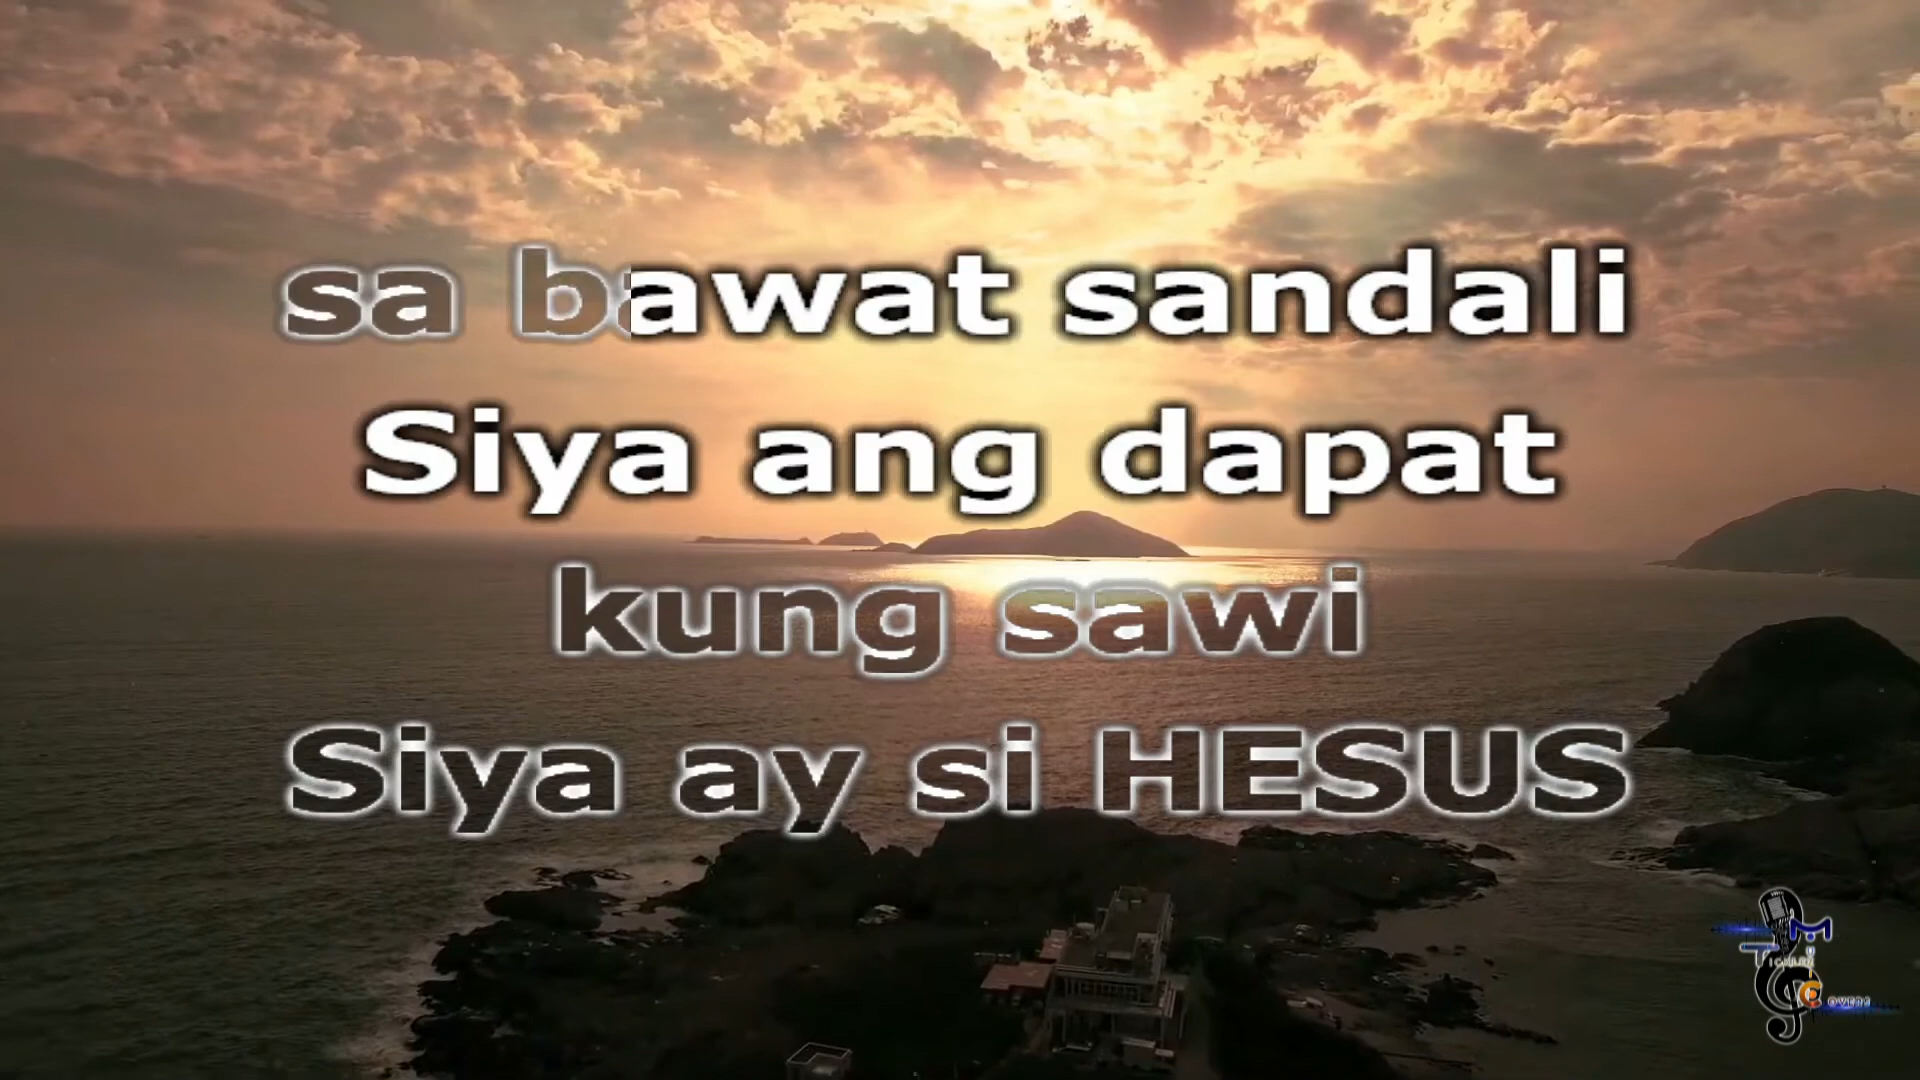 sa bawat sandali
Siya ang dapat
kung sawi
Siya ay si HESUS